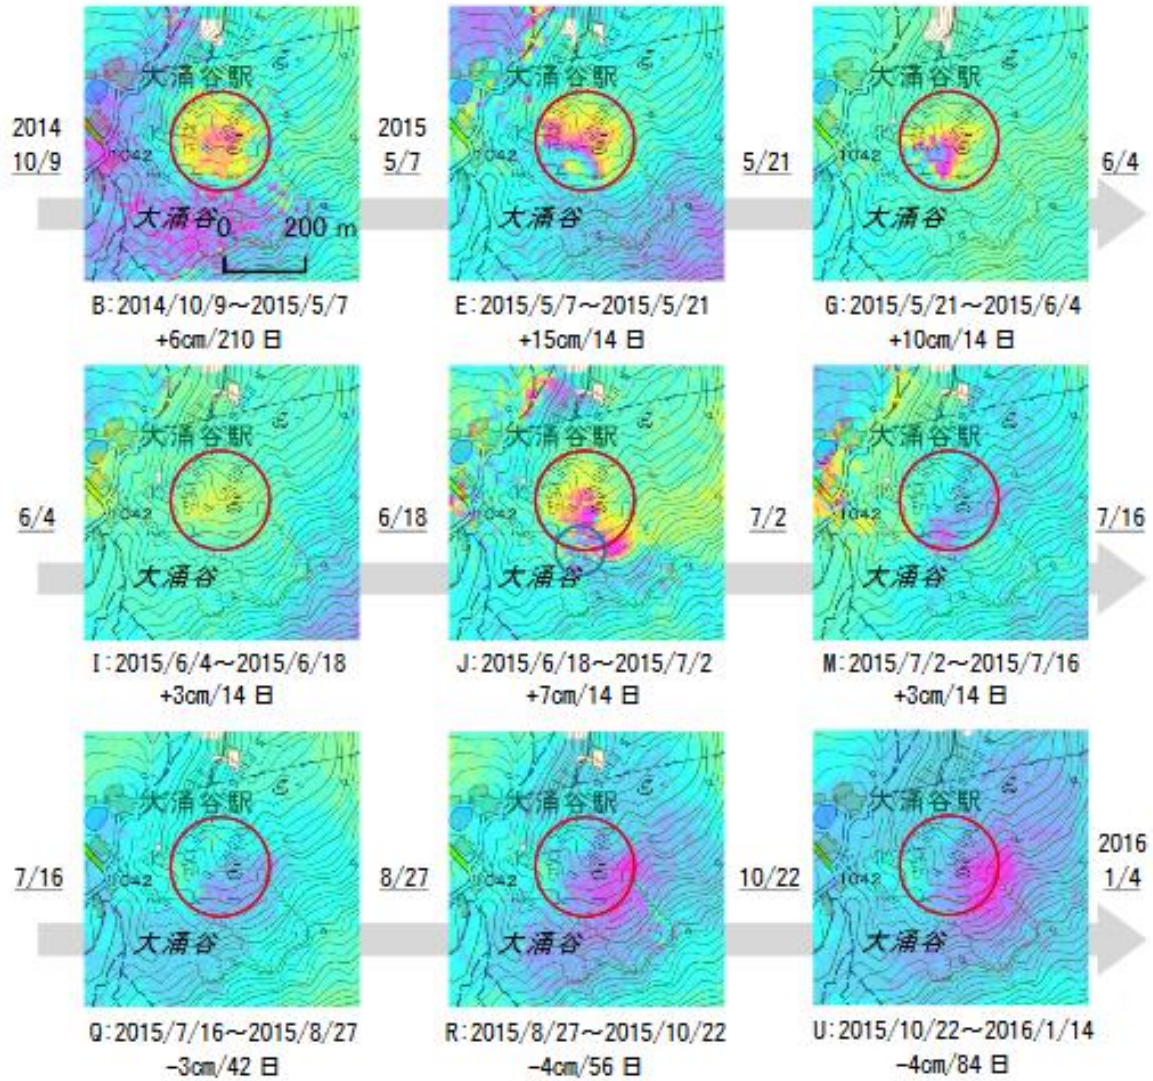 大涌谷駅
大涌谷駅
大涌谷駅
2014
10/9
1042
2015
5/7
5/21
1042
6/4
大涌谷
0 200 m
大涌谷
大涌谷
B:2014/10/9～2015/5/7
+6cm/210 日
E:2015/5/7～2015/5/21
+15cm/14 日
G:2015/5/21～2015/6/4
+10cm/14 日
大涌谷駅
大涌谷駅
大涌谷駅
6/4
1042
6/18
1042
7/2
1042
7/16
大涌谷
大涌谷
大涌谷
I:2015/6/4～2015/6/18
+3cm/14 日
J:2015/6/18～2015/7/2
+7cm/14 日
M:2015/7/2～2015/7/16
+3cm/14 日
大涌谷駅
大涌谷駅
大涌谷駅
7/16
1042
8/27
1042
10/22
1042
2016
1/4
大涌谷
大涌谷
大涌谷
Q:2015/7/16～2015/8/27
-3cm/42 日
R:2015/8/27～2015/10/22
-4cm/56 日
U:2015/10/22～2016/1/14
-4cm/84 日